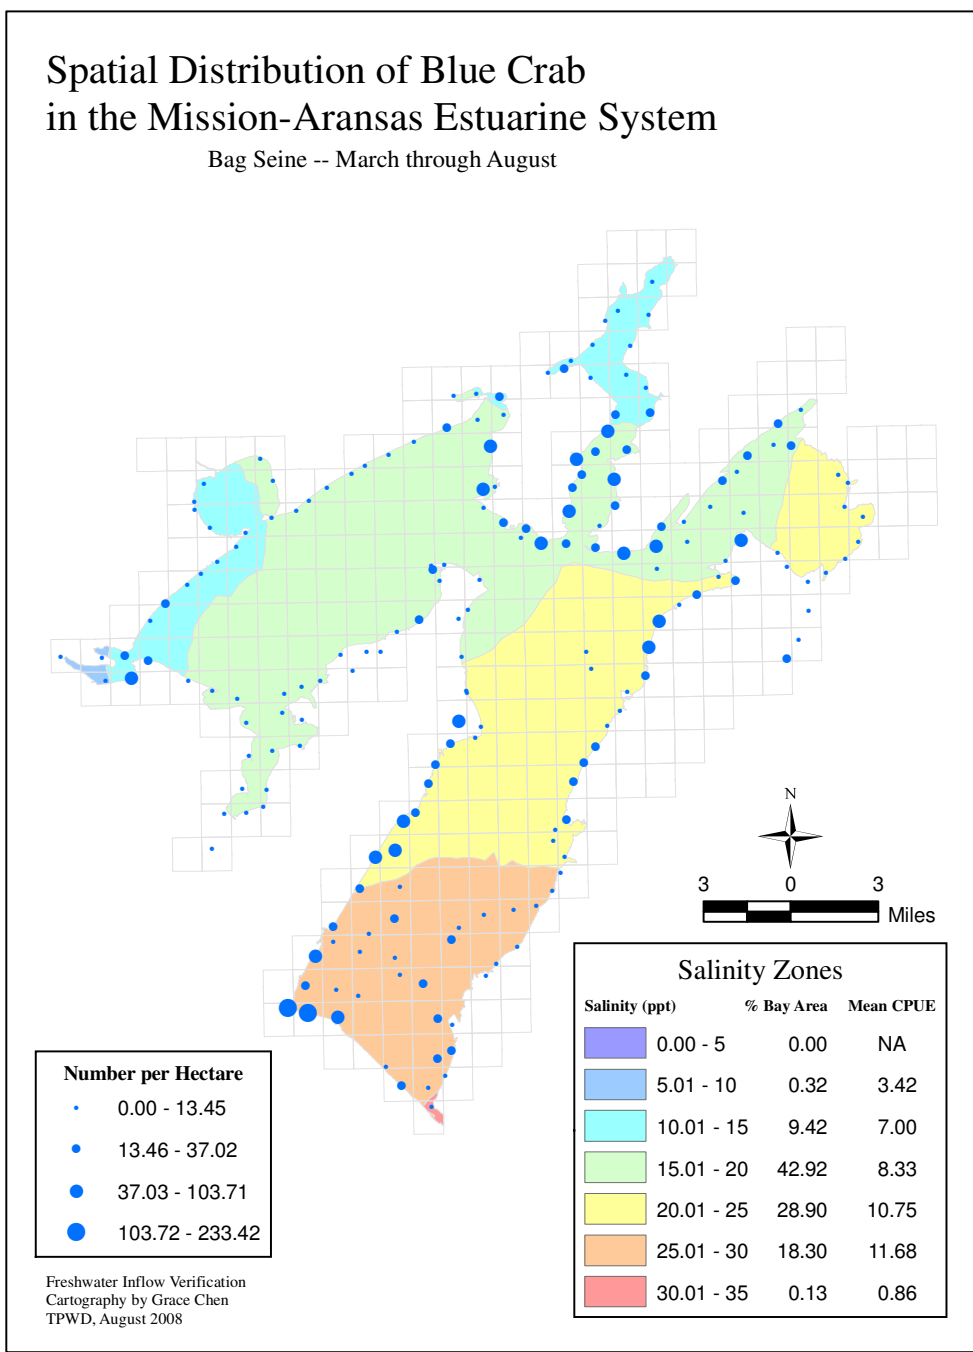 Spatial Distribution of Blue Crab
in the Mission-Aransas Estuarine System
Bag Seine -- March through August
N
3 0 3
Miles
Salinity Zones
Salinity (ppt) % Bay Area Mean CPUE
0.00 - 5 0.00 NA
5.01 - 10 0.32 3.42
10.01 - 15 9.42 7.00
15.01 - 20 42.92 8.33
20.01 - 25 28.90 10.75
25.01 - 30 18.30 11.68
30.01 - 35 0.13 0.86
Number per Hectare
0.00 - 13.45
13.46 - 37.02
37.03 - 103.71
103.72 - 233.42
Freshwater Inflow Verification
Cartography by Grace Chen
TPWD, August 2008